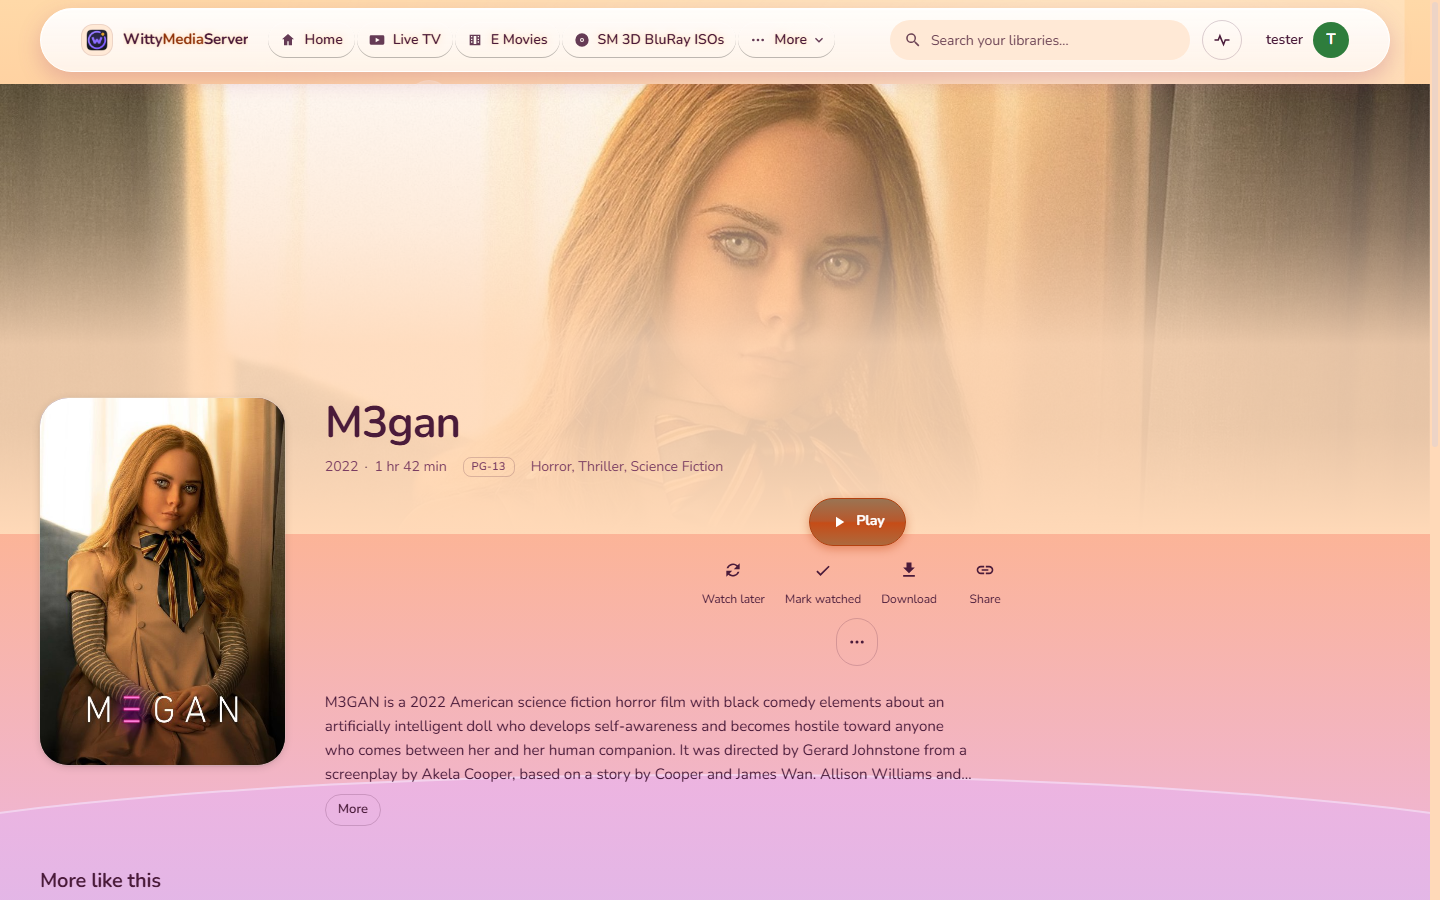 WittyMediaServer
Home
Live TV
E Movies
SM 3D BluRay ISOs
More
Search your libraries...
tester
T
M3gan
2022 · 1 hr 42 min
PG-13
Horror, Thriller, Science Fiction
Play
Watch later
Mark watched
Download
Share
M3GAN is a 2022 American science fiction horror film with black comedy elements about an
artificially intelligent doll who develops self-awareness and becomes hostile toward anyone
who comes between her and her human companion. It was directed by Gerard Johnstone from a
screenplay by Akela Cooper, based on a story by Cooper and James Wan. Allison Williams and...
More
MΞGAN
More like this